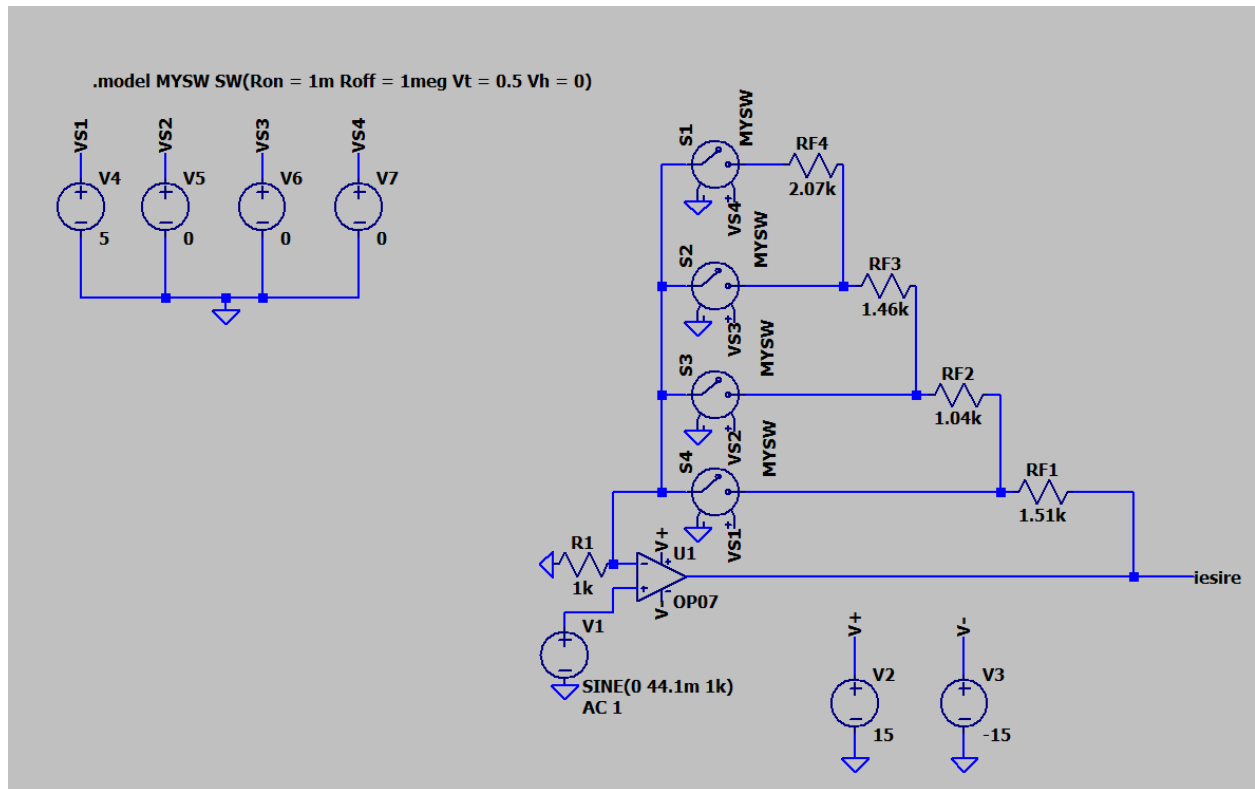 .model MYSW SW(Ron = 1m Roff = 1meg Vt = 0.5 Vh = 0)
VS1
VS2
VS3
VS4
V4
V5
V6
V7
+
+
+
+
5
0
0
0
S1
MYSW
RF4
2.07k
+
VS4
S2
MYSW
RF3
1.46k
+
VS3
S3
MYSW
RF2
1.04k
+
VS2
S4
MYSW
RF1
1.51k
+
VS1
R1
1k
V+
U1
OP07
V-
iesire
V1
+
SINE(0 44.1m 1k)
AC 1
V+
V-
V2
V3
+
+
15
-15